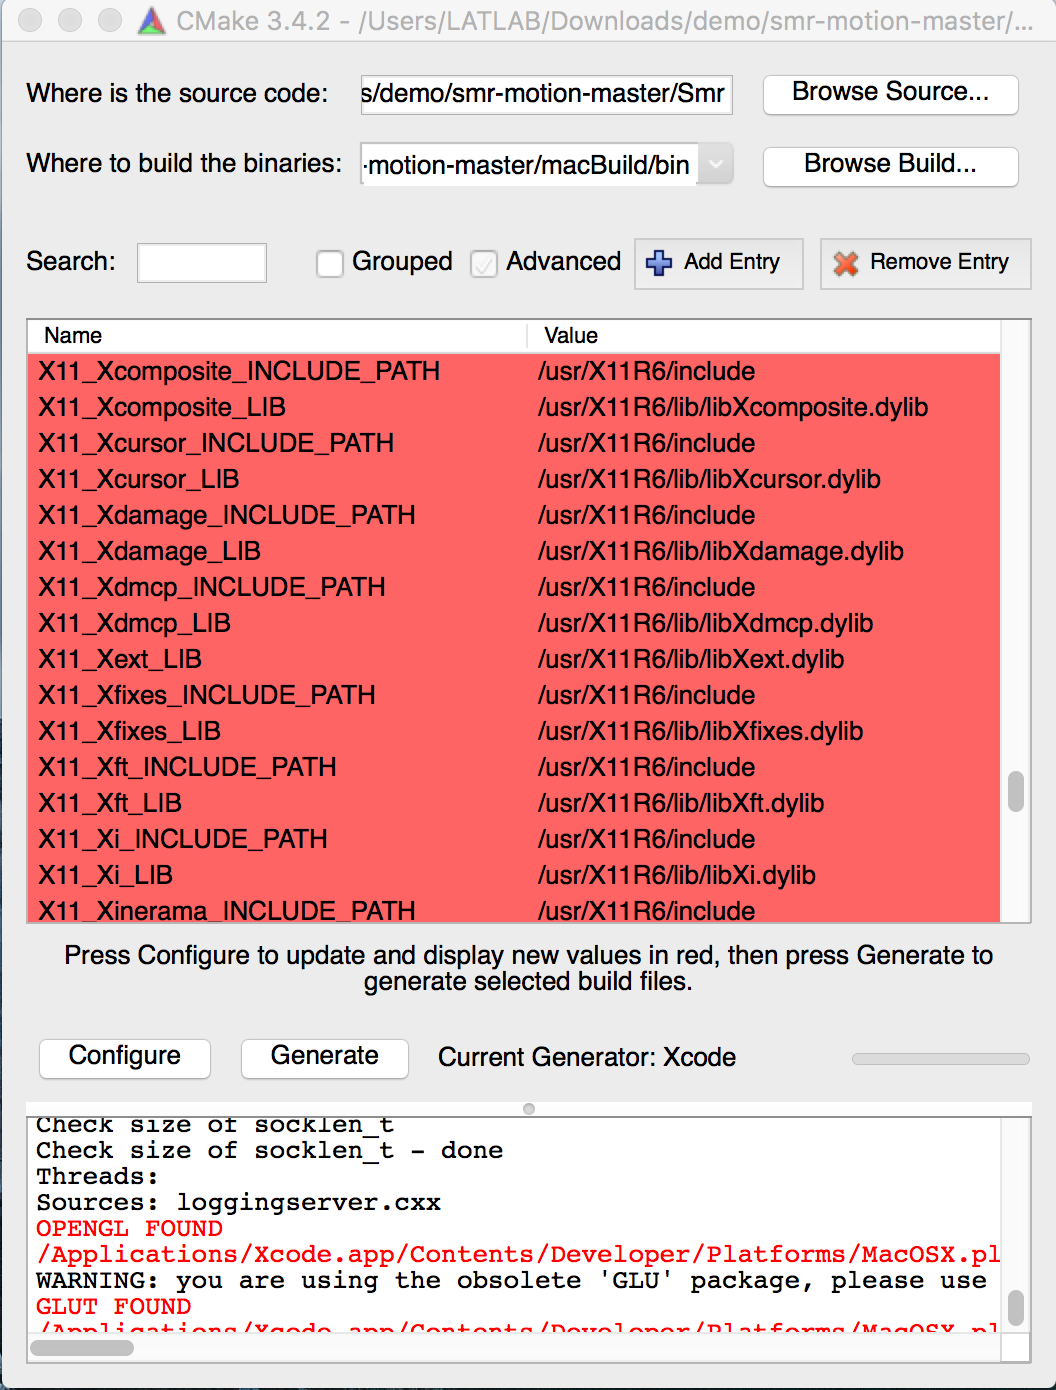 CMake 3.4.2 - /Users/LATLAB/Downloads/demo/smr-motion-master/...
Where is the source code: s/demo/smr-motion-master/Smr Browse Source...
Where to build the binaries: -motion-master/macBuild/bin Browse Build...
Search: Grouped Advanced Add Entry Remove Entry
Name Value
X11_Xcomposite_INCLUDE_PATH /usr/X11R6/include
X11_Xcomposite_LIB /usr/X11R6/lib/libXcomposite.dylib
X11_Xcursor_INCLUDE_PATH /usr/X11R6/include
X11_Xcursor_LIB /usr/X11R6/lib/libXcursor.dylib
X11_Xdamage_INCLUDE_PATH /usr/X11R6/include
X11_Xdamage_LIB /usr/X11R6/lib/libXdamage.dylib
X11_Xdmcp_INCLUDE_PATH /usr/X11R6/include
X11_Xdmcp_LIB /usr/X11R6/lib/libXdmcp.dylib
X11_Xext_LIB /usr/X11R6/lib/libXext.dylib
X11_Xfixes_INCLUDE_PATH /usr/X11R6/include
X11_Xfixes_LIB /usr/X11R6/lib/libXfixes.dylib
X11_Xft_INCLUDE_PATH /usr/X11R6/include
X11_Xft_LIB /usr/X11R6/lib/libXft.dylib
X11_Xi_INCLUDE_PATH /usr/X11R6/include
X11_Xi_LIB /usr/X11R6/lib/libXi.dylib
X11_Xinerama_INCLUDE_PATH /usr/X11R6/include
Press Configure to update and display new values in red, then press Generate to
generate selected build files.
Configure Generate Current Generator: Xcode
Check size of socklen_t
Check size of socklen_t - done
Threads:
Sources: loggingserver.cxx
OPENGL FOUND
/Applications/Xcode.app/Contents/Developer/Platforms/MacOSX.pl
WARNING: you are using the obsolete 'GLU' package, please use
GLUT FOUND
/Applications/Xcode.app/Contents/Developer/Platforms/MacOSX.pl